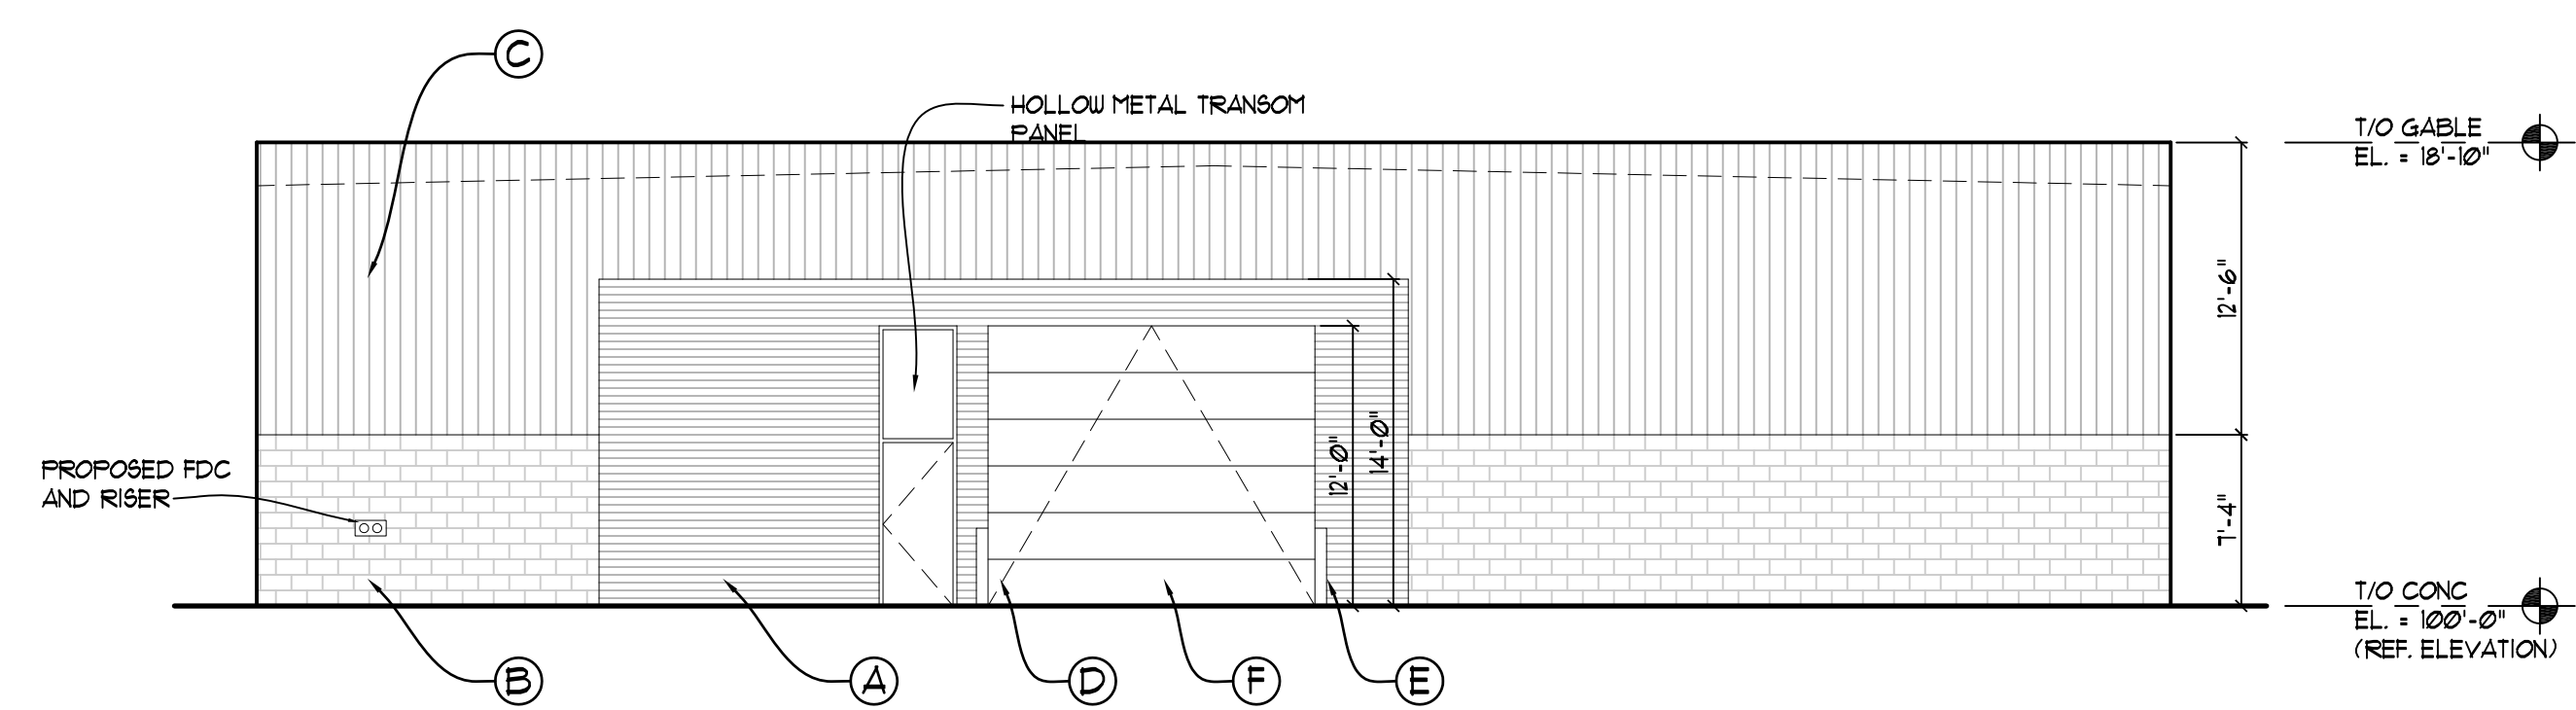 C
HOLLOW METAL TRANSOM
PANEL
T/O GABLE
EL. = 18'-10"
12'-6"
14'-0"
12'-0"
7'-4"
PROPOSED FDC
AND RISER
T/O CONC
EL. = 100'-0"
(REF. ELEVATION)
B
A
D
F
E